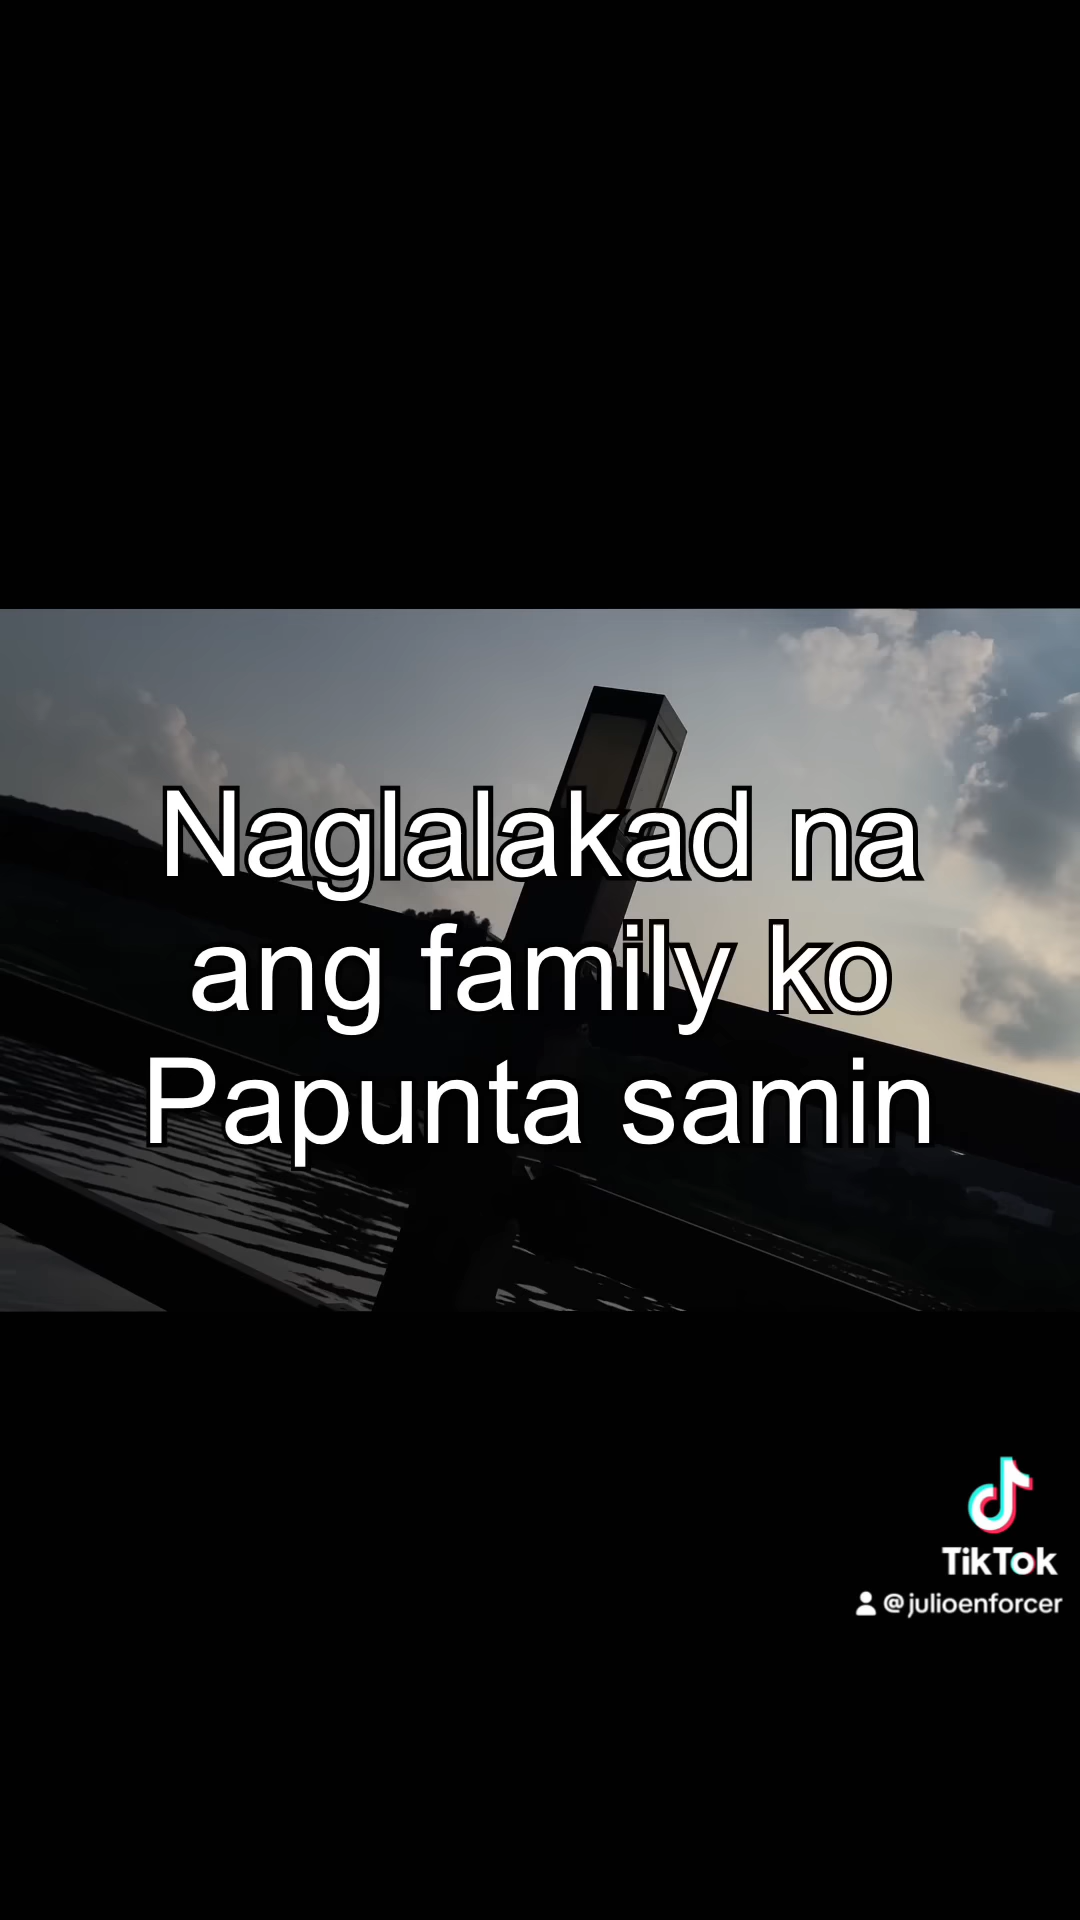 Naglalakad na
ang family ko
Papunta samin
TikTok
@julioenforcer